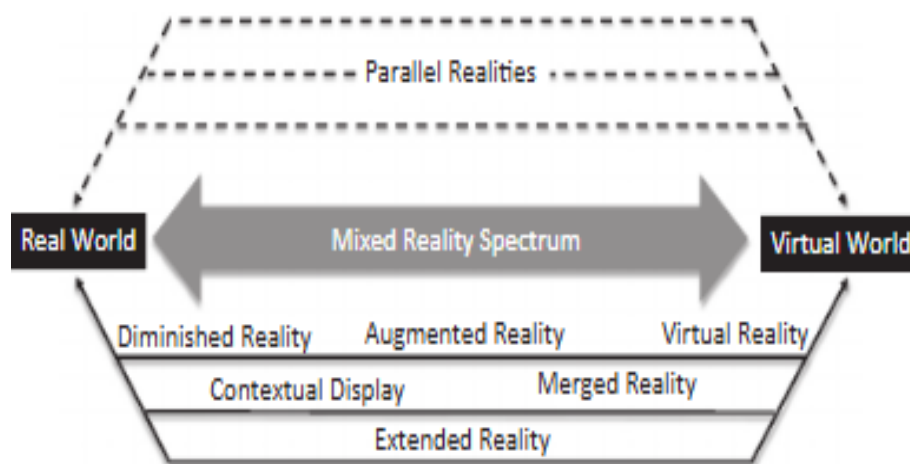 Parallel Realities
Real World
Mixed Reality Spectrum
Virtual World
Diminished Reality
Augmented Reality
Virtual Reality
Contextual Display
Merged Reality
Extended Reality